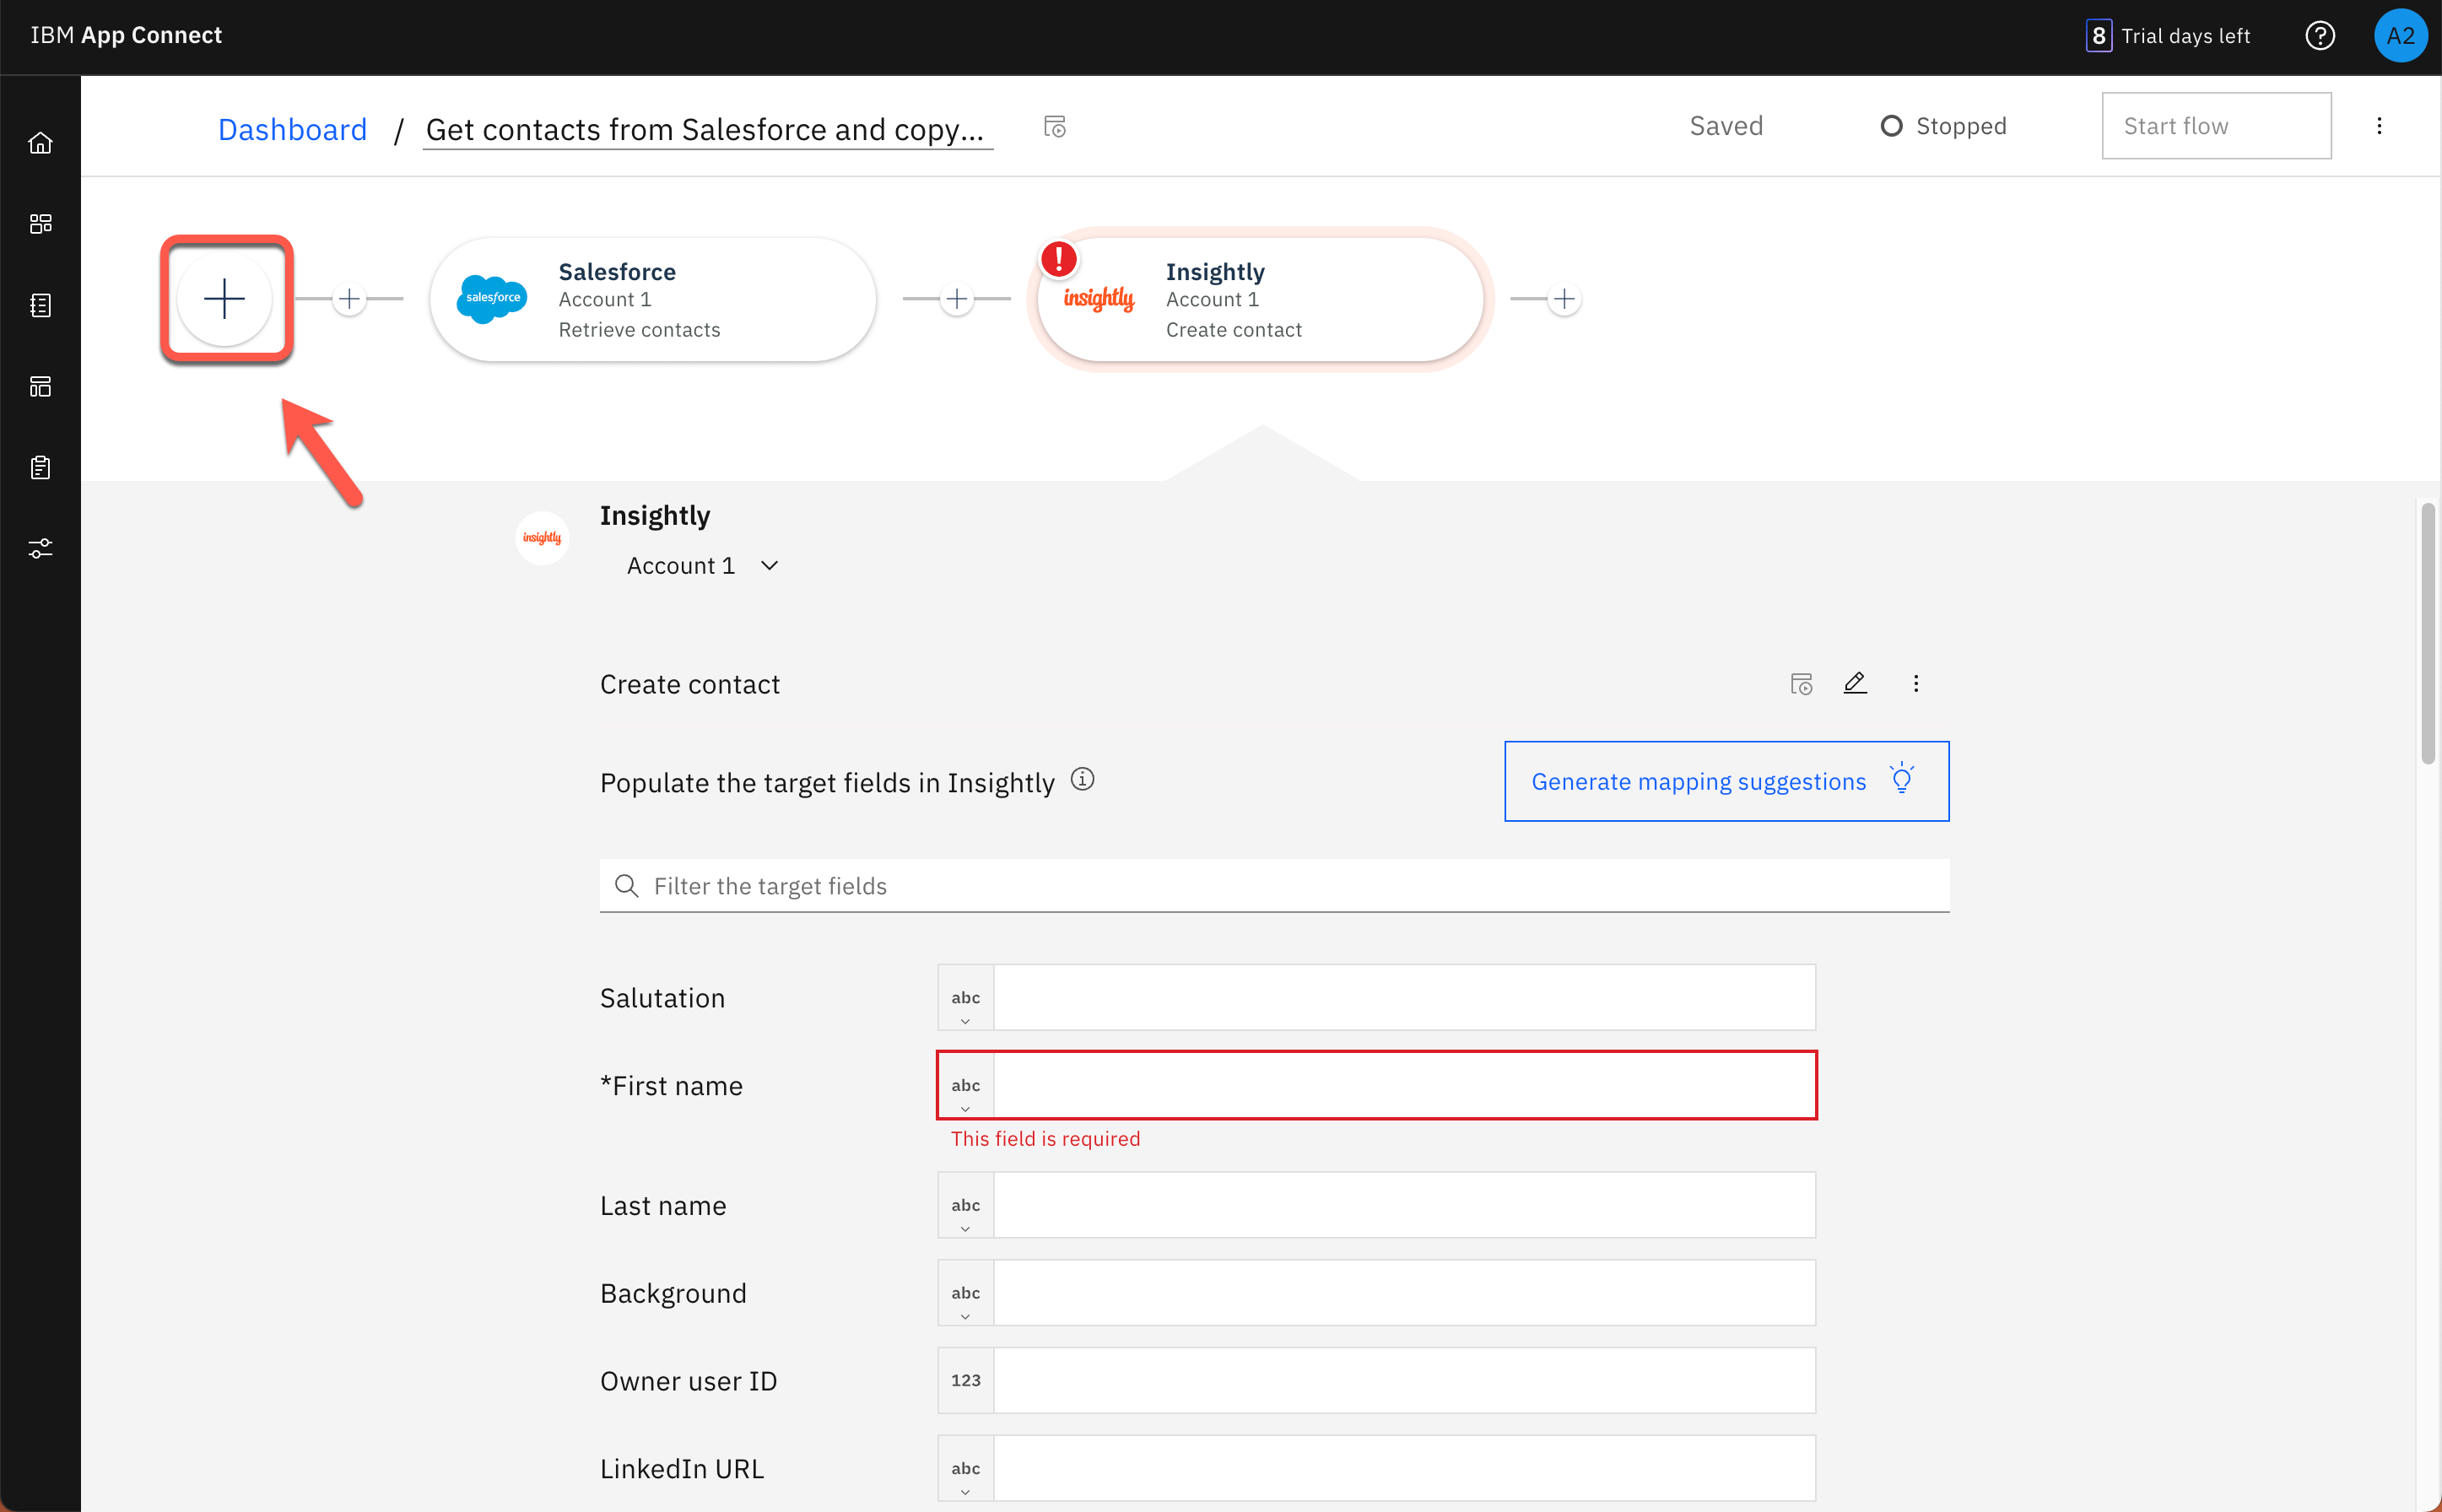 IBM App Connect
8 Trial days left
A2
Dashboard / Get contacts from Salesforce and copy...
Saved
Stopped
Start flow
salesforce
Salesforce
Account 1
Retrieve contacts
!
insightly
Insightly
Account 1
Create contact
insightly
Insightly
Account 1
Create contact
Populate the target fields in Insightly
Generate mapping suggestions
Filter the target fields
Salutation
abc
*First name
abc
This field is required
Last name
abc
Background
abc
Owner user ID
123
LinkedIn URL
abc